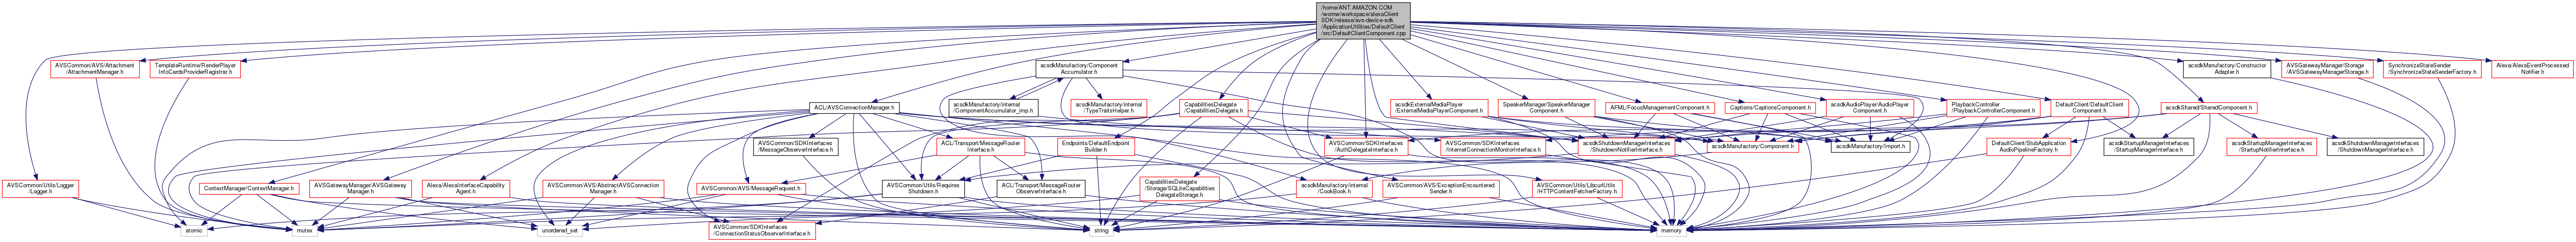 /home/ANT.AMAZON.COM
/womw/workspace/alexaClient
SDK/release/avs-device-sdk
/ApplicationUtilities/DefaultClient
/src/DefaultClientComponent.cpp
AVSCommon/AVS/Attachment
/AttachmentManager.h
TemplateRuntime/RenderPlayer
InfoCardsProviderRegistrar.h
acsdkManufactory/Component
Accumulator.h
acsdkManufactory/Constructor
Adapter.h
AVSGatewayManager/Storage
/AVSGatewayManagerStorage.h
SynchronizeStateSender
/SynchronizeStateSenderFactory.h
Alexa/AlexaEventProcessed
Notifier.h
ACL/AVSConnectionManager.h
acsdkManufactory/internal
/ComponentAccumulator_imp.h
acsdkManufactory/internal
/TypeTraitsHelper.h
CapabilitiesDelegate
/CapabilitiesDelegate.h
acsdkExternalMediaPlayer
/ExternalMediaPlayerComponent.h
SpeakerManager/SpeakerManager
Component.h
AFML/FocusManagementComponent.h
Captions/CaptionsComponent.h
acsdkAudioPlayer/AudioPlayer
Component.h
PlaybackController
/PlaybackControllerComponent.h
DefaultClient/DefaultClient
Component.h
acsdkShared/SharedComponent.h
AVSCommon/SDKInterfaces
/MessageObserverInterface.h
ACL/Transport/MessageRouter
Interface.h
Endpoints/DefaultEndpoint
Builder.h
AVSCommon/SDKInterfaces
/AuthDelegateInterface.h
AVSCommon/SDKInterfaces
/InternetConnectionMonitorInterface.h
acsdkShutdownManagerInterfaces
/ShutdownNotifierInterface.h
acsdkManufactory/Component.h
acsdkManufactory/Import.h
DefaultClient/StubApplication
AudioPipelineFactory.h
acsdkStartupManagerInterfaces
/StartupManagerInterface.h
acsdkStartupManagerInterfaces
/StartupNotifierInterface.h
acsdkShutdownManagerInterfaces
/ShutdownManagerInterface.h
AVSCommon/Utils/Logger
/Logger.h
ContextManager/ContextManager.h
AVSGatewayManager/AVSGateway
Manager.h
Alexa/AlexaInterfaceCapability
Agent.h
AVSCommon/AVS/AbstractAVSConnection
Manager.h
AVSCommon/AVS/MessageRequest.h
AVSCommon/Utils/Requires
Shutdown.h
ACL/Transport/MessageRouter
ObserverInterface.h
CapabilitiesDelegate
/Storage/SQLiteCapabilities
DelegateStorage.h
acsdkManufactory/internal
/CookBook.h
AVSCommon/AVS/ExceptionEncountered
Sender.h
AVSCommon/Utils/LibcurlUtils
/HTTPContentFetcherFactory.h
atomic
mutex
unordered_set
AVSCommon/SDKInterfaces
/ConnectionStatusObserverInterface.h
string
memory